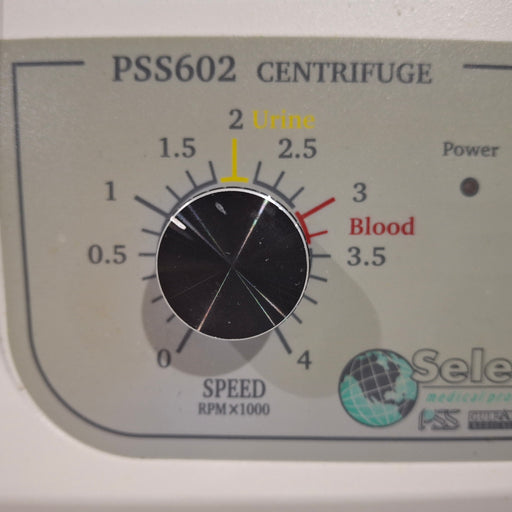 PSS602 CENTRIFUGE
2 Urine
1.5
2.5
Power
1
3
Blood
0.5
3.5
0
4
SPEED
RPM×1000
PSS